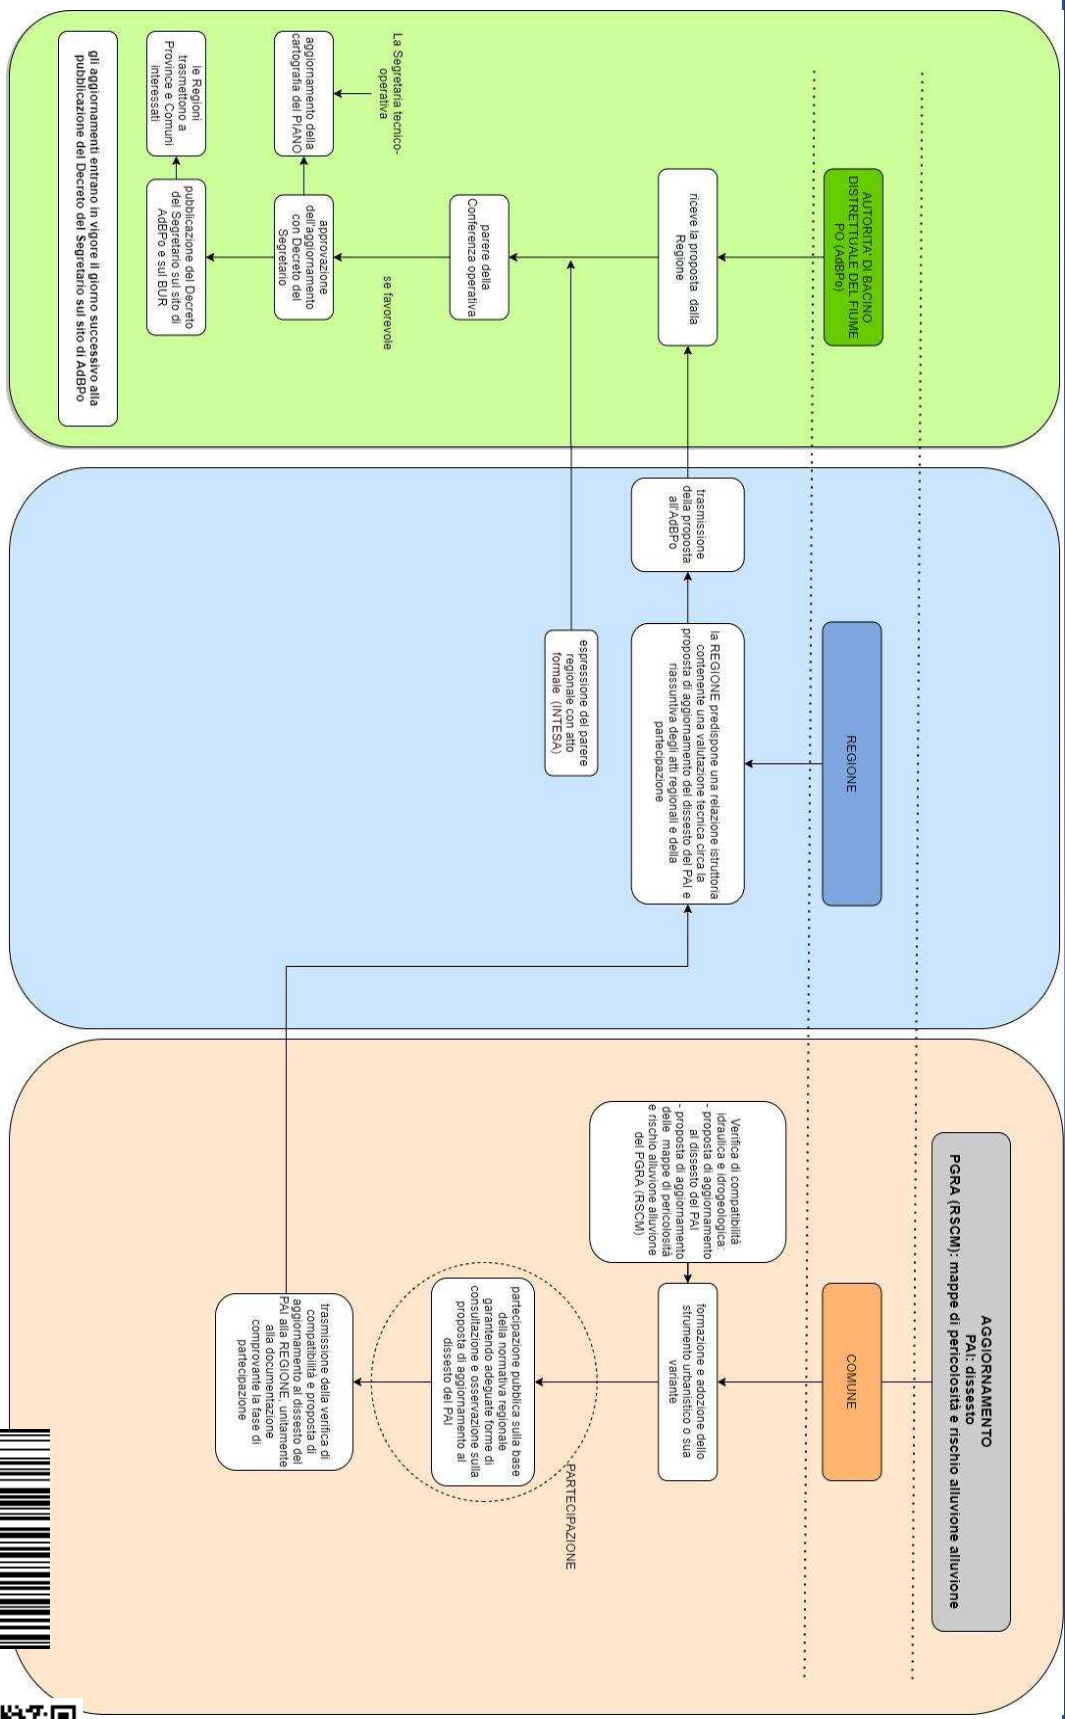 AGGIORNAMENTO
PAI: dissesto
PGRA (RSCM): mappe di pericolosità e rischio alluvione alluvione
AUTORITA' DI BACINO
DISTRETTUALE DEL FIUME
PO (AdBPo)
REGIONE
COMUNE
riceve la proposta dalla
Regione
parere della
Conferenza operativa
se favorevole
approvazione
dell'aggiornamento
con Decreto del
Segretario
La Segretaria tecnico-
operativa
aggiornamento della
cartografia del PIANO
pubblicazione del Decreto
del Segretario sul sito di
AdBPo e sul BUR
le Regioni
trasmettono a
Province e Comuni
interessati
gli aggiornamenti entrano in vigore il giorno successivo alla
pubblicazione del Decreto del Segretario sul sito di AdBPo
trasmissione
della proposta
all'AdBPo
la REGIONE predispone una relazione istruttoria
contenente una valutazione tecnica circa la
proposta di aggiornamento del dissesto del PAI e
riassuntiva degli atti regionali e della
partecipazione
espressione del parere
regionale con atto
formale (INTESA)
Verifica di compatibilità
idraulica e idrogeologica:
- proposta di aggiornamento
al dissesto del PAI
- proposta di aggiornamento
delle mappe di pericolosità
e rischio alluvione alluvione
del PGRA (RSCM)
formazione e adozione dello
strumento urbanistico o sua
variante
PARTECIPAZIONE
partecipazione pubblica sulla base
della normativa regionale
garantendo adeguate forme di
consultazione e osservazione sulla
proposta di aggiornamento al
dissesto del PAI
trasmissione della verifica di
compatibilità e proposta di
aggiornamento al dissesto del
PAI alla REGIONE, unitamente
alla documentazione
comprovante la fase di
partecipazione